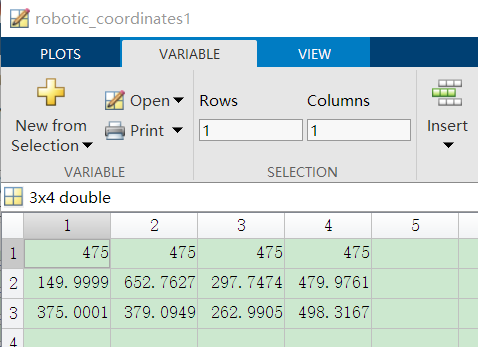 robotic_coordinates1
PLOTS VARIABLE VIEW
New from Selection
Open
Print
Rows Columns
1 1
Insert
VARIABLE SELECTION
3x4 double
1 2 3 4 5
1 475 475 475 475
2 149.9999 652.7627 297.7474 479.9761
3 375.0001 379.0949 262.9905 498.3167
4